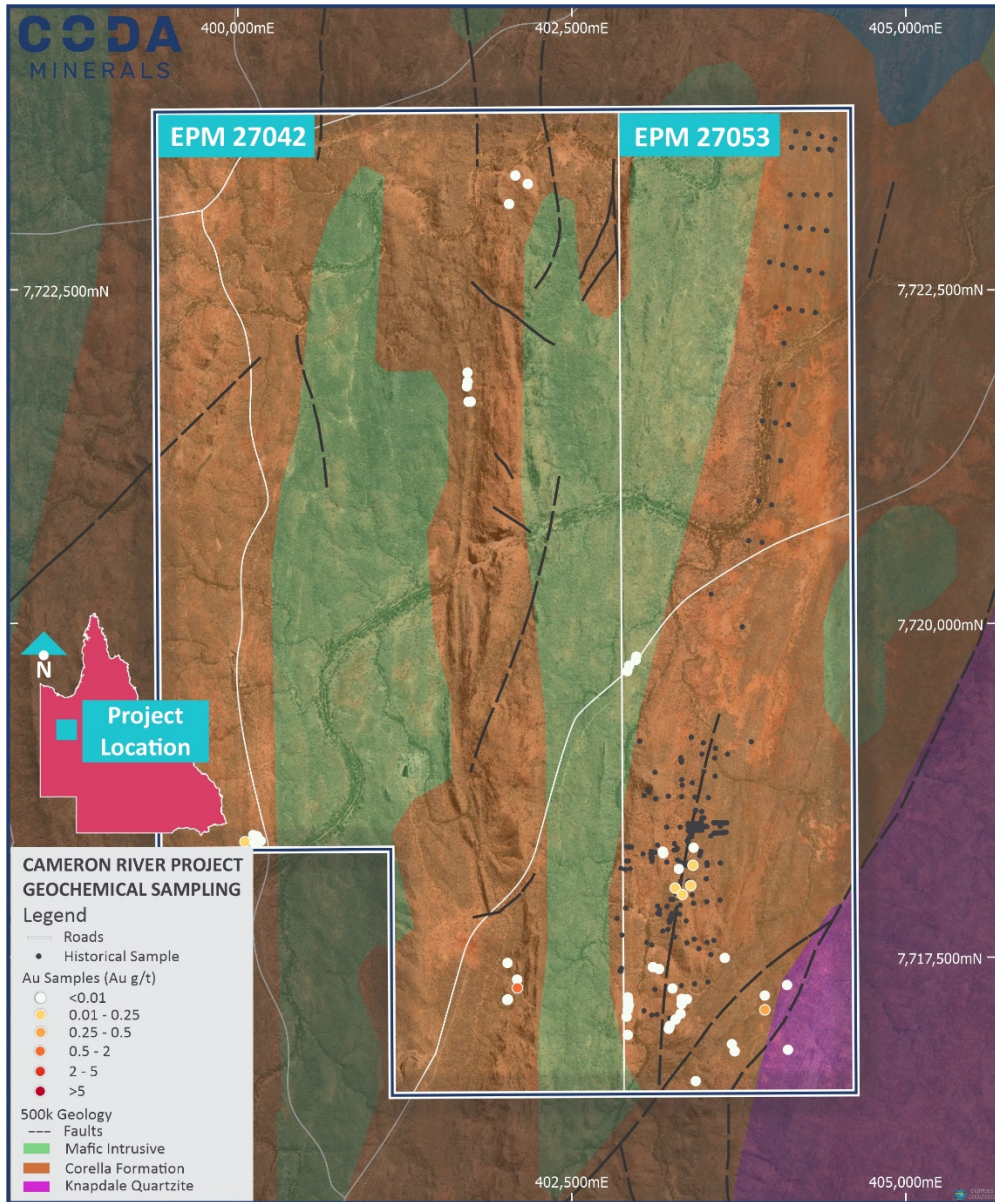 CODA
MINERALS
400,000mE
402,500mE
405,000mE
EPM 27042
EPM 27053
7,722,500mN
7,722,500mN
7,720,000mN
N
Project
Location
CAMERON RIVER PROJECT
GEOCHEMICAL SAMPLING
Legend
Roads
Historical Sample
Au Samples (Au g/t)
<0.01
0.01 - 0.25
0.25 - 0.5
0.5 - 2
2 - 5
>5
500k Geology
Faults
Mafic Intrusive
Corella Formation
Knapdale Quartzite
7,717,500mN
402,500mE
405,000mE